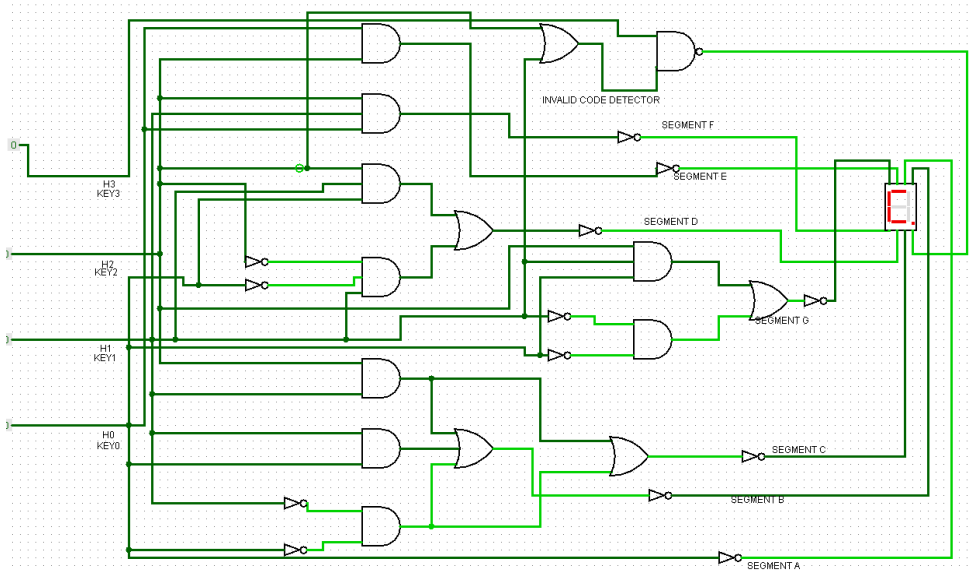 INVALID CODE DETECTOR
SEGMENT F
0
SEGMENT E
H3
KEY3
SEGMENT D
H2
KEY2
SEGMENT G
H1
KEY1
H0
KEY0
SEGMENT C
SEGMENT B
SEGMENT A